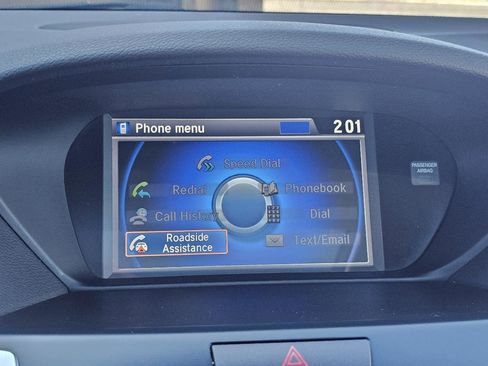 Phone menu
2 01
Speed Dial
Redial
Phonebook
Call History
Dial
Roadside
Assistance
Text/Email
PASSENGER
AIRBAG